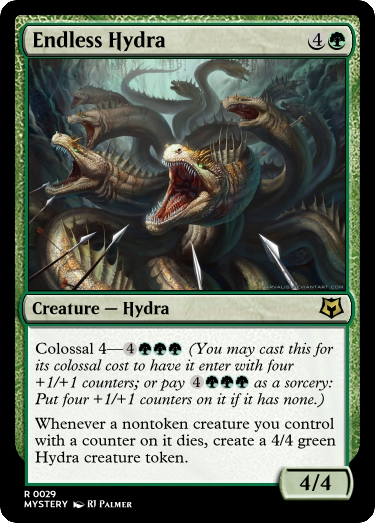 Endless Hydra 4
Creature — Hydra
Colossal 4—4 (You may cast this for
its colossal cost to have it enter with four
+1/+1 counters; or pay 4 as a sorcery:
Put four +1/+1 counters on it if it has none.)
Whenever a nontoken creature you control
with a counter on it dies, create a 4/4 green
Hydra creature token.
4/4
R 0029
MYSTERY RJ PALMER